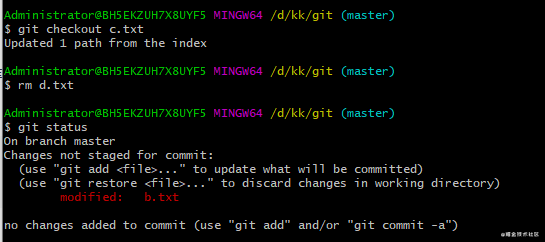 Administrator@BH5EKZUH7X8UYF5 MINGW64 /d/kk/git (master)
$ git checkout c.txt
Updated 1 path from the index
Administrator@BH5EKZUH7X8UYF5 MINGW64 /d/kk/git (master)
$ rm d.txt
Administrator@BH5EKZUH7X8UYF5 MINGW64 /d/kk/git (master)
$ git status
On branch master
Changes not staged for commit:
  (use "git add <file>..." to update what will be committed)
  (use "git restore <file>..." to discard changes in working directory)
        modified:   b.txt
no changes added to commit (use "git add" and/or "git commit -a")
@稀土掘金技术社区